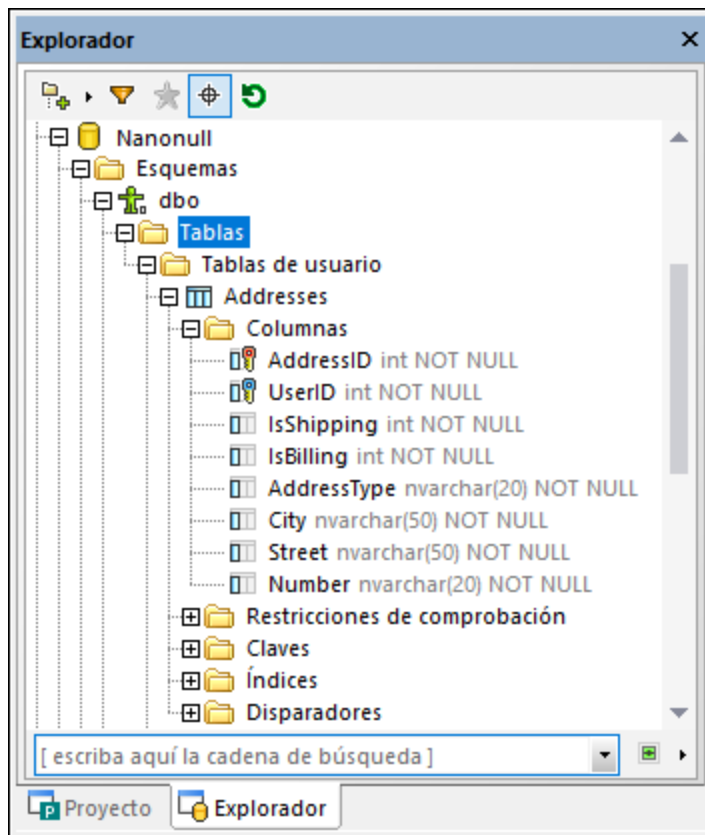 Explorador
Nanonull
Esquemas
dbo
Tablas
Tablas de usuario
Addresses
Columnas
AddressID int NOT NULL
UserID int NOT NULL
IsShipping int NOT NULL
IsBilling int NOT NULL
AddressType nvarchar(20) NOT NULL
City nvarchar(50) NOT NULL
Street nvarchar(50) NOT NULL
Number nvarchar(20) NOT NULL
Restricciones de comprobación
Claves
Índices
Disparadores
[ escriba aquí la cadena de búsqueda ]
Proyecto Explorador